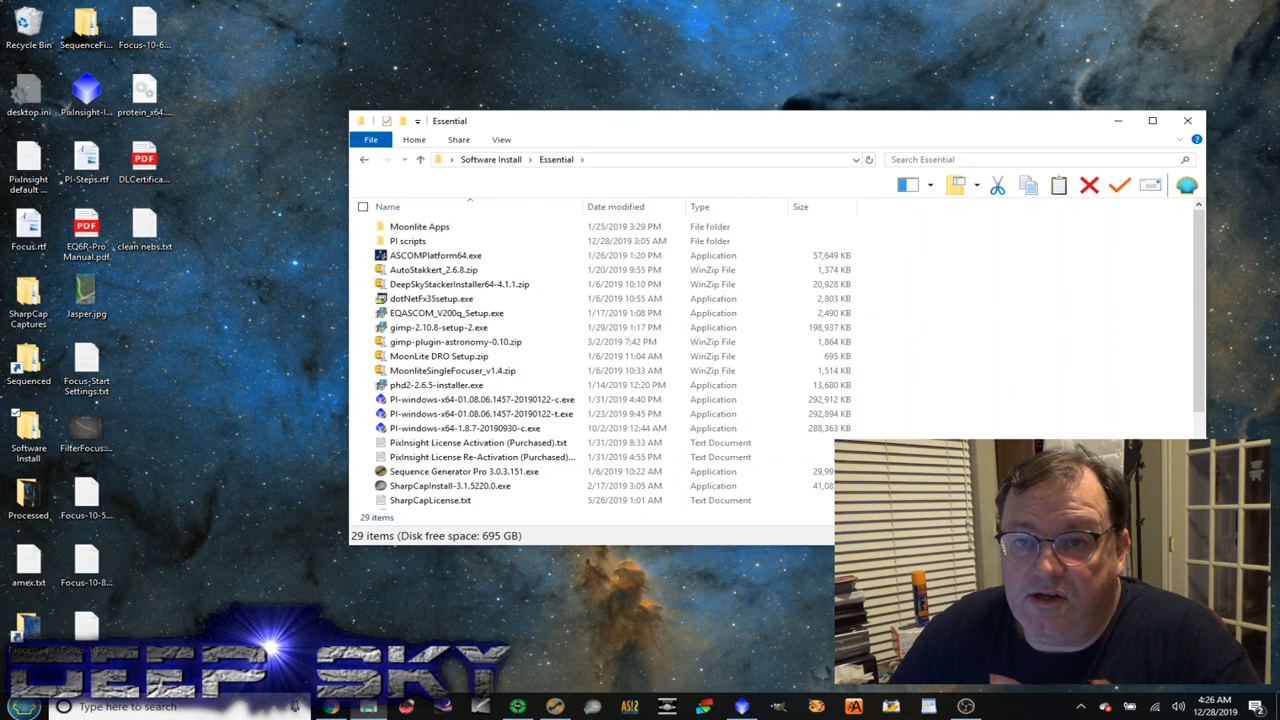 Recycle Bin
SequenceFi...
Focus-10-6...
desktop.ini
PixInsight-I...
protein_x64....
PDF
PixInsight default ...
PI-Steps.rtf
DLCertifica...
PDF
Focus.rtf
EQ6R-Pro Manual.pdf
clean nebs.txt
SharpCap Captures
Jasper.jpg
Sequenced
Focus-Start Settings.txt
Software Install
FilterFocus...
Processed
Focus-10-5...
amex.txt
Focus-10-8...
Essential
File Home Share View
Software Install Essential
Search Essential
Name Date modified Type Size
Moonlite Apps 1/25/2019 3:29 PM File folder
PI scripts 12/28/2019 3:05 AM File folder
ASCOMPlatform64.exe 1/26/2019 1:20 PM Application 57,649 KB
AutoStakkert_2.6.8.zip 1/20/2019 9:55 PM WinZip File 1,374 KB
DeepSkyStackerInstaller64-4.1.1.zip 1/6/2019 10:10 PM WinZip File 20,928 KB
dotNetFx35setup.exe 1/6/2019 10:55 AM Application 2,803 KB
EQASCOM_V200q_Setup.exe 1/17/2019 1:08 PM Application 2,490 KB
gimp-2.10.8-setup-2.exe 1/29/2019 1:17 PM Application 198,937 KB
gimp-plugin-astronomy-0.10.zip 3/2/2019 7:42 PM WinZip File 1,864 KB
MoonLite DRO Setup.zip 1/6/2019 11:04 AM WinZip File 695 KB
MoonliteSingleFocuser_v1.4.zip 1/6/2019 10:33 AM WinZip File 1,514 KB
phd2-2.6.5-installer.exe 1/14/2019 12:20 PM Application 13,680 KB
PI-windows-x64-01.08.06.1457-20190122-c.exe 1/31/2019 4:40 PM Application 292,912 KB
PI-windows-x64-01.08.06.1457-20190122-t.exe 1/23/2019 9:45 PM Application 292,894 KB
PI-windows-x64-1.8.7-20190930-c.exe 10/2/2019 12:44 AM Application 288,363 KB
PixInsight License Activation (Purchased).txt 1/31/2019 8:33 AM Text Document
PixInsight License Re-Activation (Purchased)... 1/31/2019 4:55 PM Text Document
Sequence Generator Pro 3.0.3.151.exe 1/6/2019 10:22 AM Application 29,99
SharpCapInstall-3.1.5220.0.exe 2/17/2019 3:05 AM Application 41,08
SharpCapLicense.txt 5/26/2019 1:01 AM Text Document
29 items
29 items (Disk free space: 695 GB)
DEEP SKY
Type here to search
AS!2
4:26 AM
12/28/2019
2